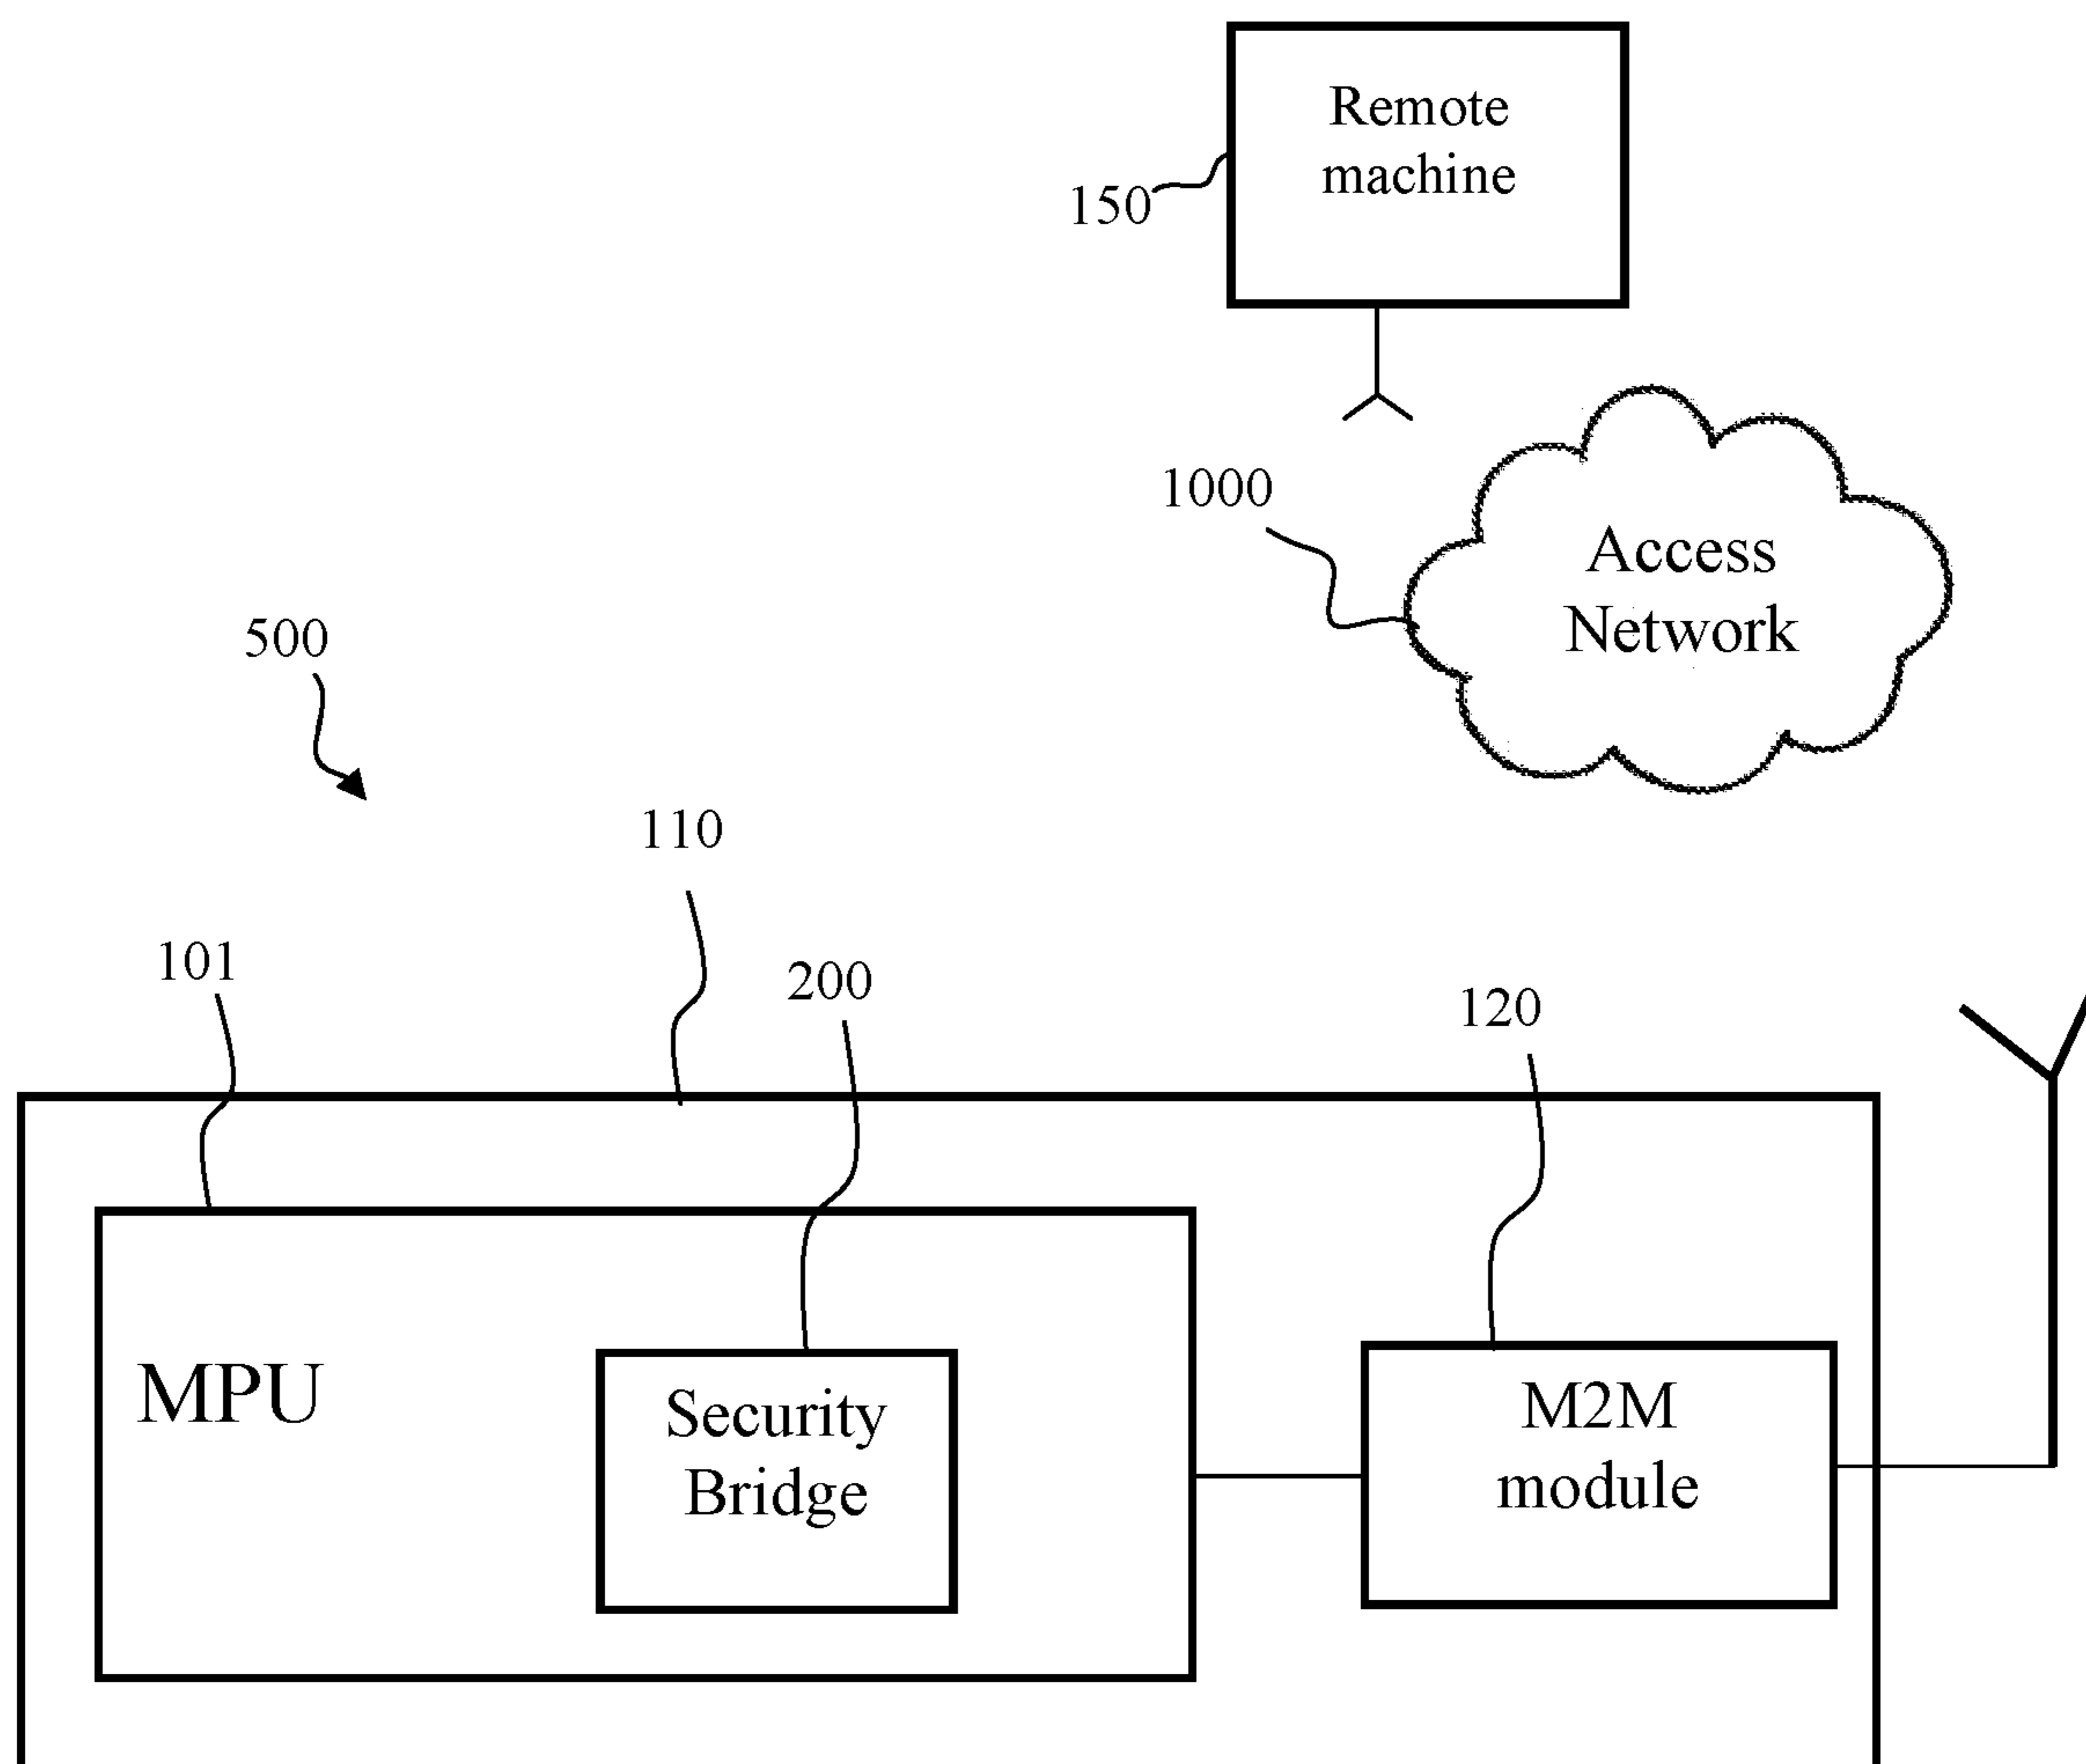 Remote
machine
150
1000
Access
Network
500
110
101
200
120
MPU
Security
Bridge
M2M
module